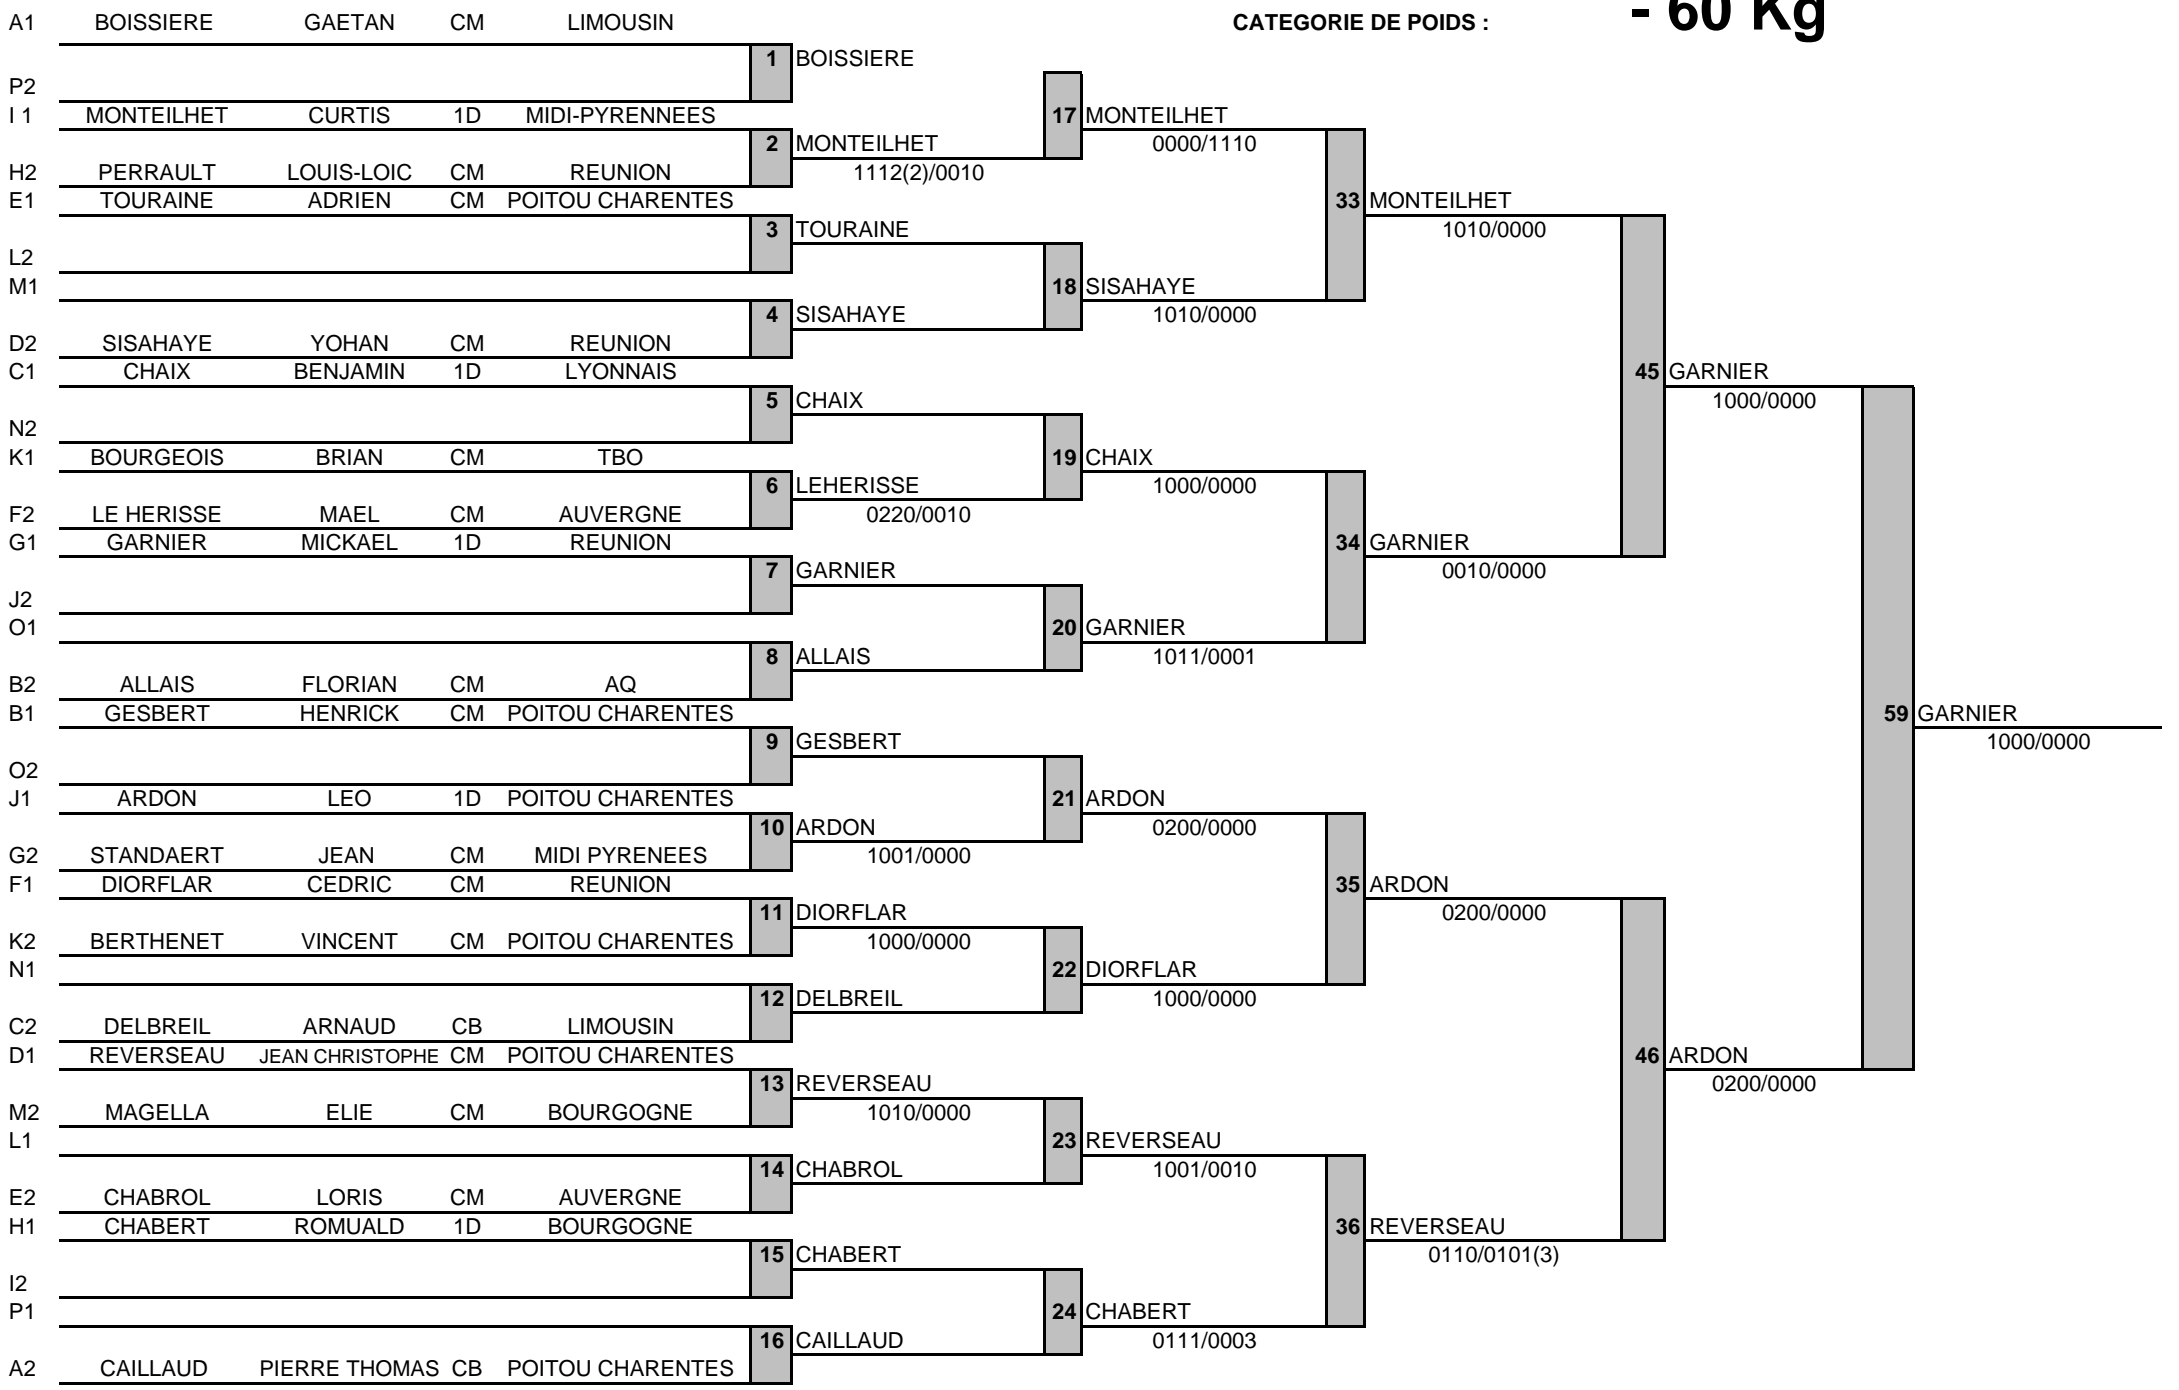 A1 BOISSIERE GAETAN CM LIMOUSIN CATEGORIE DE POIDS : - 60 Kg
1 BOISSIERE
P2
I 1 MONTEILHET CURTIS 1D MIDI-PYRENNEES 17 MONTEILHET
2 MONTEILHET 0000/1110
H2 PERRAULT LOUIS-LOIC CM REUNION 1112(2)/0010
E1 TOURAINE ADRIEN CM POITOU CHARENTES 33 MONTEILHET
3 TOURAINE 1010/0000
L2
M1 18 SISAHAYE
4 SISAHAYE 1010/0000
D2 SISAHAYE YOHAN CM REUNION
C1 CHAIX BENJAMIN 1D LYONNAIS 45 GARNIER
5 CHAIX 1000/0000
N2
K1 BOURGEOIS BRIAN CM TBO 19 CHAIX
6 LEHERISSE 1000/0000
F2 LE HERISSE MAEL CM AUVERGNE 0220/0010
G1 GARNIER MICKAEL 1D REUNION 34 GARNIER
7 GARNIER 0010/0000
J2
O1 20 GARNIER
8 ALLAIS 1011/0001
B2 ALLAIS FLORIAN CM AQ
B1 GESBERT HENRICK CM POITOU CHARENTES 59 GARNIER
9 GESBERT 1000/0000
O2
J1 ARDON LEO 1D POITOU CHARENTES 21 ARDON
10 ARDON 0200/0000
G2 STANDAERT JEAN CM MIDI PYRENEES 1001/0000
F1 DIORFLAR CEDRIC CM REUNION 35 ARDON
11 DIORFLAR 0200/0000
K2 BERTHENET VINCENT CM POITOU CHARENTES 1000/0000
N1 22 DIORFLAR
12 DELBREIL 1000/0000
C2 DELBREIL ARNAUD CB LIMOUSIN
D1 REVERSEAU JEAN CHRISTOPHE CM POITOU CHARENTES 46 ARDON
13 REVERSEAU 0200/0000
M2 MAGELLA ELIE CM BOURGOGNE 1010/0000
L1 23 REVERSEAU
14 CHABROL 1001/0010
E2 CHABROL LORIS CM AUVERGNE
H1 CHABERT ROMUALD 1D BOURGOGNE 36 REVERSEAU
15 CHABERT 0110/0101(3)
I2
P1 24 CHABERT
16 CAILLAUD 0111/0003
A2 CAILLAUD PIERRE THOMAS CB POITOU CHARENTES